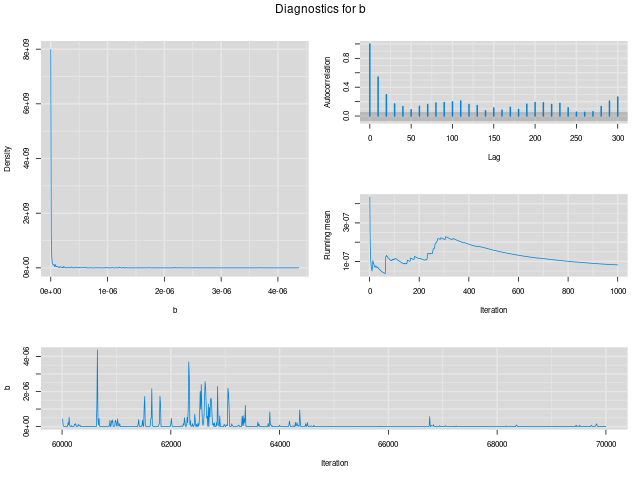 Diagnostics for b
Density
0e+00
2e+09
4e+09
6e+09
8e+09
0e+00
1e-06
2e-06
3e-06
4e-06
b
Autocorrelation
0.0
0.4
0.8
0
50
100
150
200
250
300
Lag
Running mean
1e-07
3e-07
0
200
400
600
800
1000
Iteration
b
0e+00
2e-06
4e-06
60000
62000
64000
66000
68000
70000
Iteration